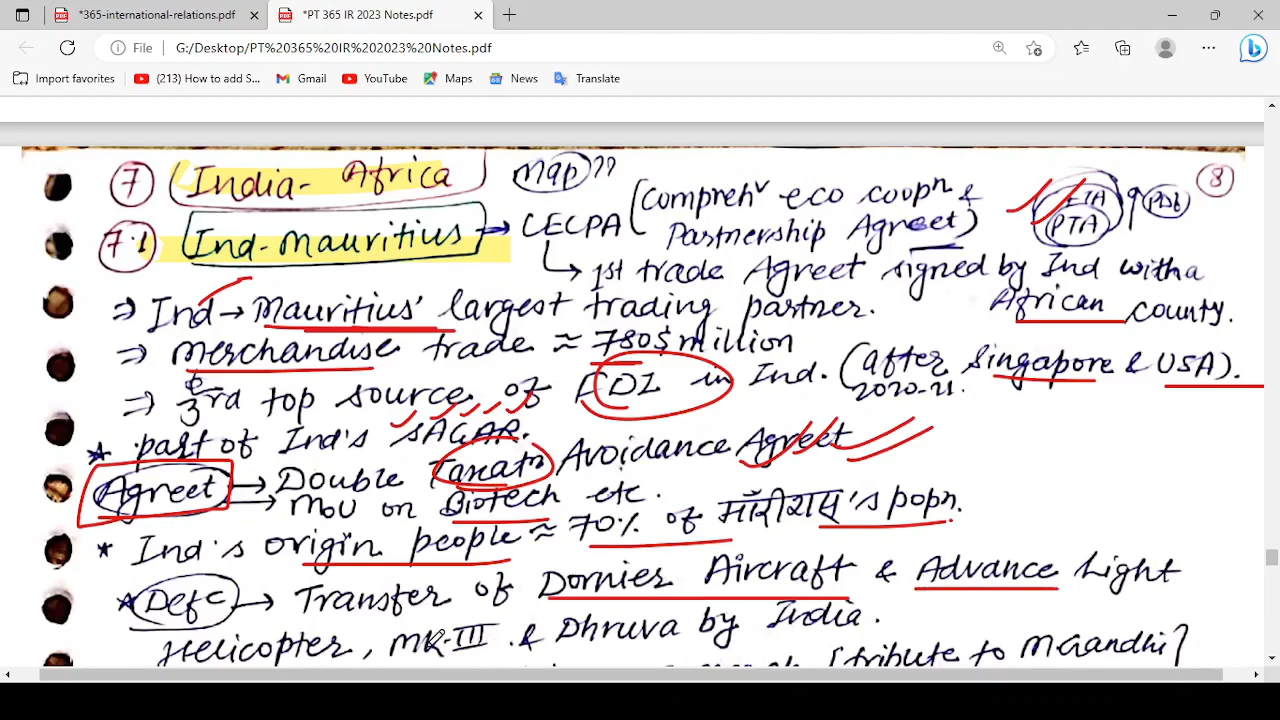 *365-international-relations.pdf
*PT 365 IR 2023 Notes.pdf
File G:/Desktop/PT%20365%20IR%202023%20Notes.pdf
Import favorites
(213) How to add S...
Gmail
YouTube
Maps
News
Translate
7 India-Africa Map??
8
7.1 Ind-Mauritius → CECPA (Comprehv eco coopn &
Partnership Agreet)
PTA
↳ 1st trade Agreet signed by Ind with a
African county.
⇒ Ind → Mauritius' largest trading partner.
⇒ Merchandise trade ≈ 780$ million
⇒ 3rd top source of FDI in Ind. (after Singapore & USA).
2020-21.
* part of Ind's SAGAR.
Agreet → Double Taxatn Avoidance Agreet
→ MoU on Biotech etc.
* Ind's origin people ≈ 70% of मॉरीशस's popn.
* Defc → Transfer of Dornier Aircraft & Advance Light
Helicopter, MK-III & Dhruva by India.
[tribute to MGandhi]